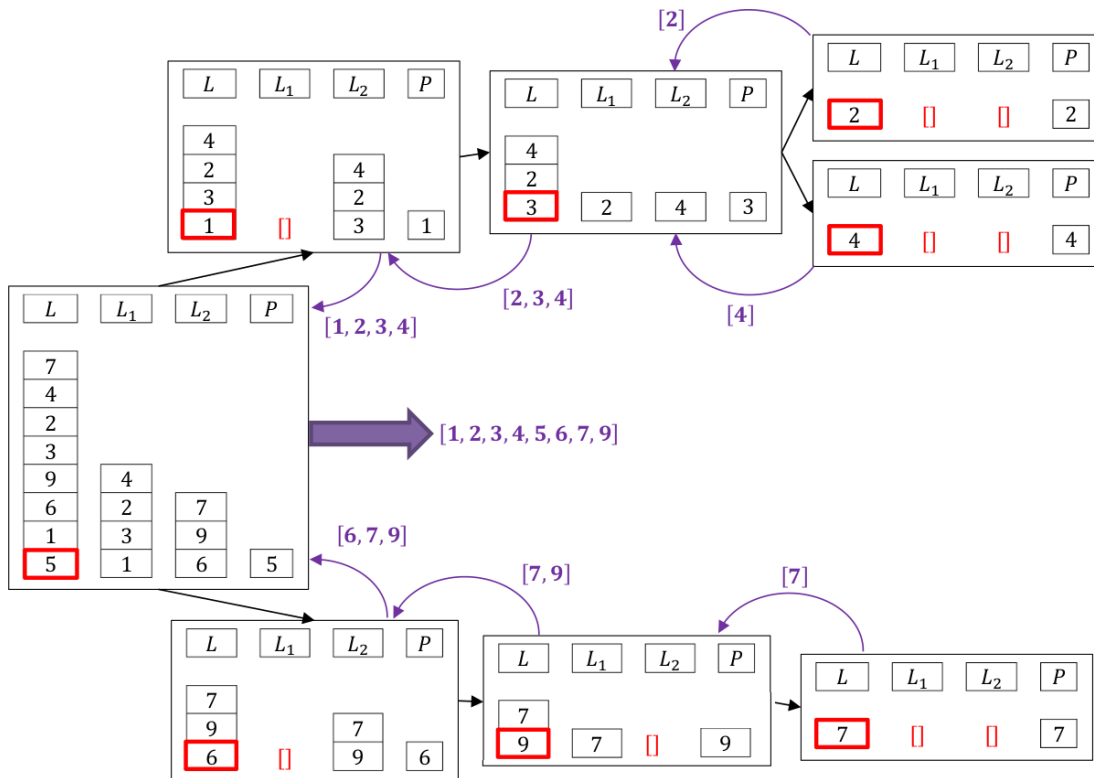 [2]
L L₁ L₂ P
2 [] [] 2
L L₁ L₂ P
4
2 4
3 2
1 [] 3 1
L L₁ L₂ P
4
2
3 2 4 3
L L₁ L₂ P
4 [] [] 4
[2, 3, 4]
[4]
[1, 2, 3, 4]
L L₁ L₂ P
7
4
2
3
9 4
6 2 7
1 3 9
5 1 6 5
[1, 2, 3, 4, 5, 6, 7, 9]
[6, 7, 9]
[7, 9]
[7]
L L₁ L₂ P
7
9 7
6 [] 9 6
L L₁ L₂ P
7
9 7 [] 9
L L₁ L₂ P
7 [] [] 7